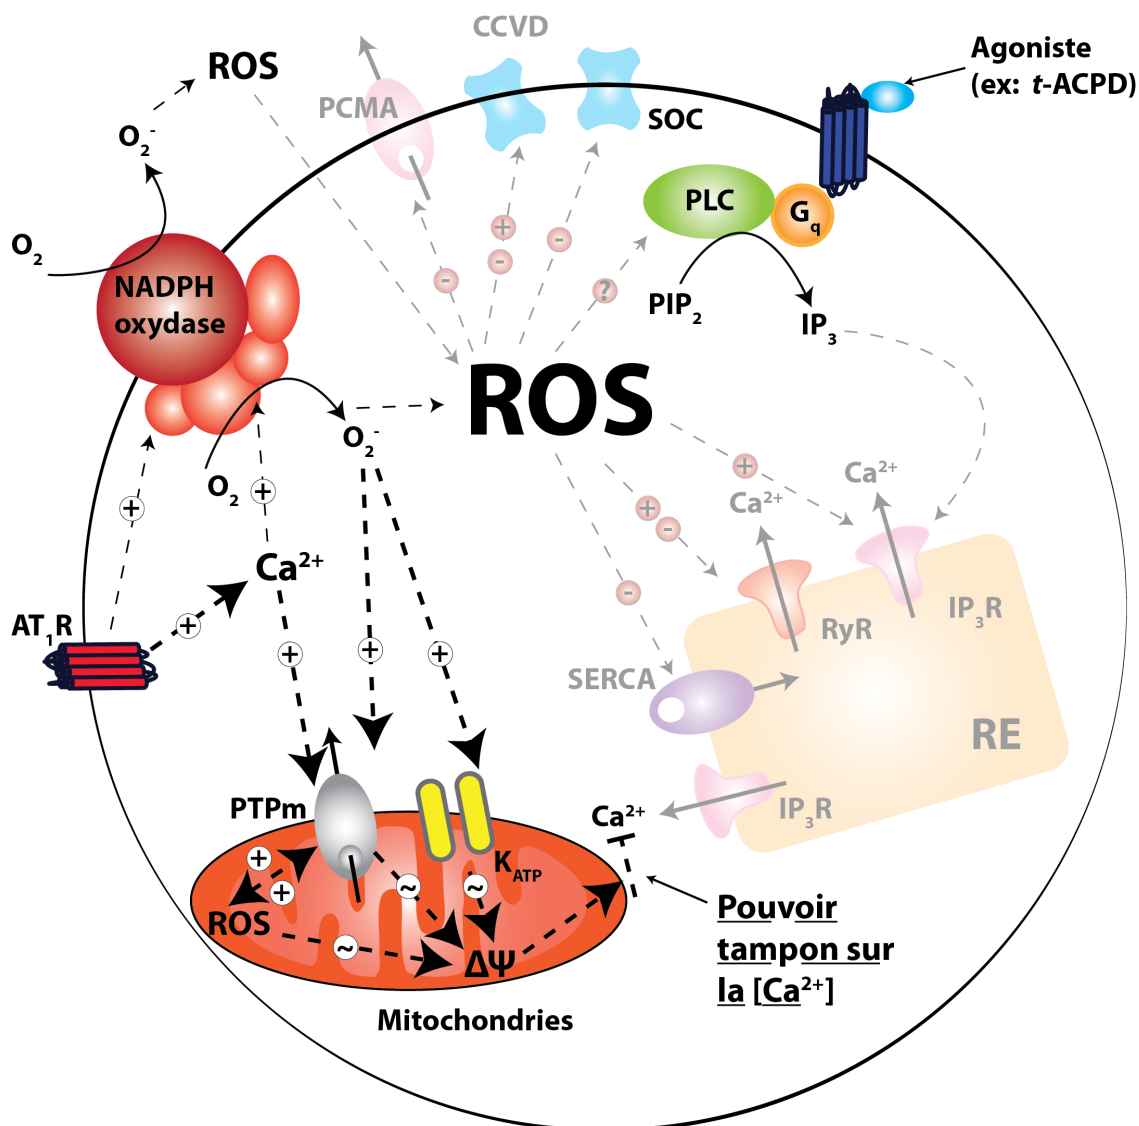 CCVD
ROS
Agoniste
(ex: t-ACPD)
PCMA
SOC
O₂⁻
PLC
Gq
O₂
NADPH
oxydase
+
-
-
-
?
PIP₂
IP₃
ROS
O₂⁻
O₂
+
+
+
Ca²⁺
Ca²⁺
+
-
Ca²⁺
-
AT₁R
+
IP₃R
RyR
+
+
+
SERCA
RE
PTPm
Ca²⁺
IP₃R
+
+
K_ATP
~
~
ROS
~
ΔΨ
Pouvoir
tampon sur
la [Ca²⁺]
Mitochondries